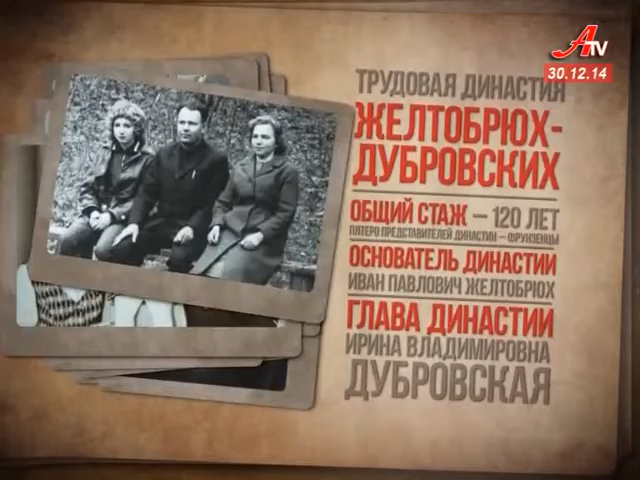 АTV
30.12.14
ТРУДОВАЯ ДИНАСТИЯ
ЖЕЛТОБРЮХ-
ДУБРОВСКИХ
ОБЩИЙ СТАЖ – 120 ЛЕТ
ПЯТЕРО ПРЕДСТАВИТЕЛЕЙ ДИНАСТИИ – ФРУНЗЕНЦЫ
ОСНОВАТЕЛЬ ДИНАСТИИ
ИВАН ПАВЛОВИЧ ЖЕЛТОБРЮХ
ГЛАВА ДИНАСТИИ
ИРИНА ВЛАДИМИРОВНА
ДУБРОВСКАЯ